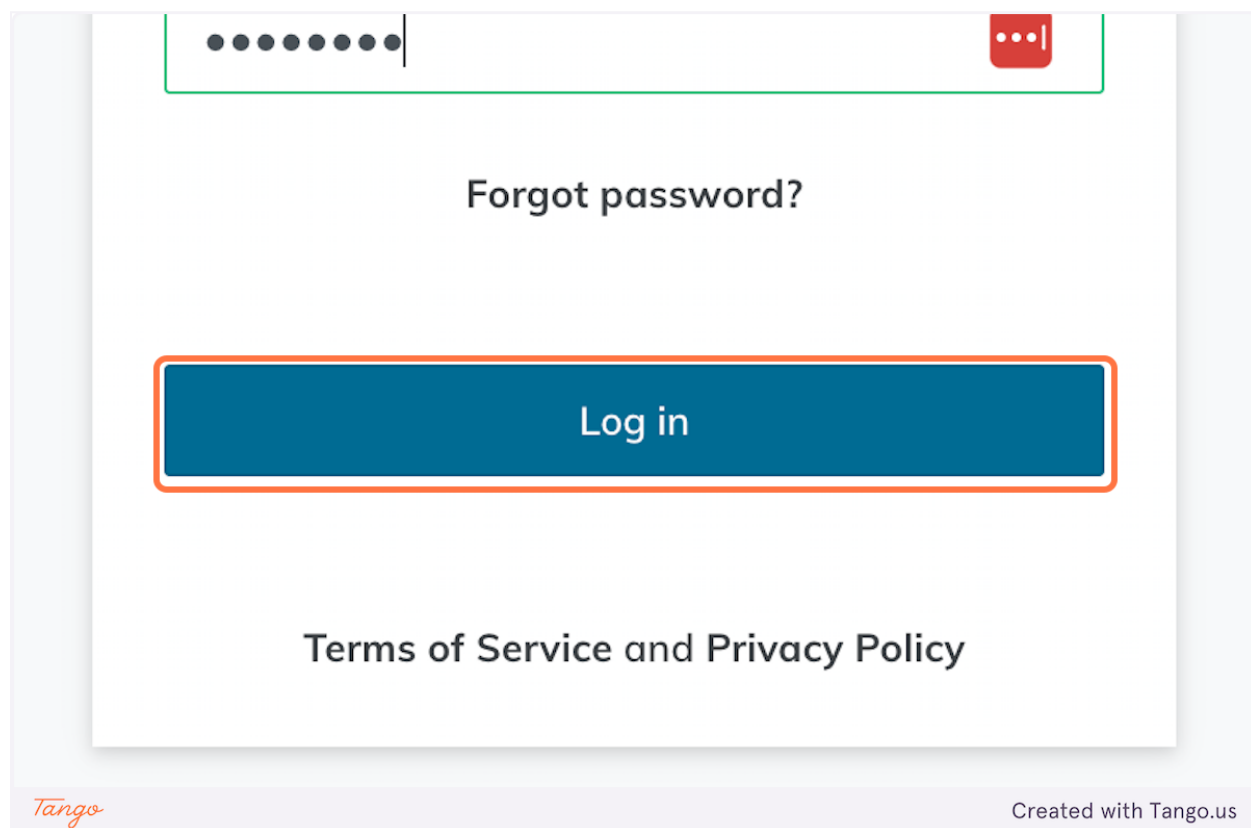 Forgot password?
Log in
Terms of Service and Privacy Policy
Tango
Created with Tango.us